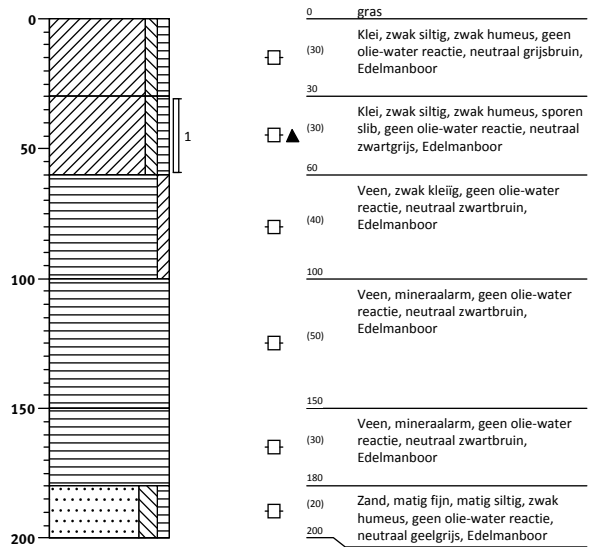 0
50
100
150
200
1
0 gras
(30) Klei, zwak siltig, zwak humeus, geen
olie-water reactie, neutraal grijsbruin,
Edelmanboor
30
(30) Klei, zwak siltig, zwak humeus, sporen
slib, geen olie-water reactie, neutraal
zwartgrijs, Edelmanboor
60
(40) Veen, zwak kleiïg, geen olie-water
reactie, neutraal zwartbruin,
Edelmanboor
100
(50) Veen, mineraalarm, geen olie-water
reactie, neutraal zwartbruin,
Edelmanboor
150
(30) Veen, mineraalarm, geen olie-water
reactie, neutraal zwartbruin,
Edelmanboor
180
(20) Zand, matig fijn, matig siltig, zwak
humeus, geen olie-water reactie,
200 neutraal geelgrijs, Edelmanboor